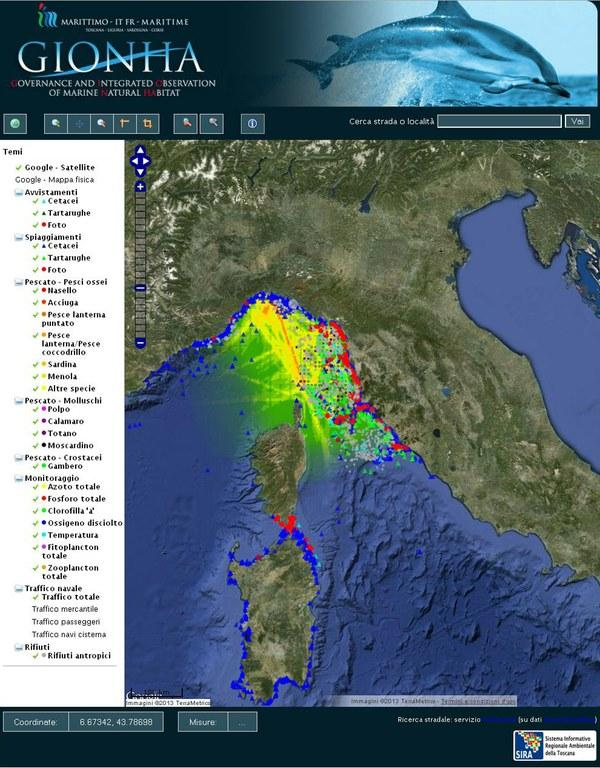 MARITTIMO - IT FR - MARITIME
TOSCANA - LIGURIA - SARDEGNA - CORSE
GIONHA
GOVERNANCE AND INTEGRATED OBSERVATION
OF MARINE NATURAL HABITAT
Cerca strada o località
Vai
Temi
Google - Satellite
Google - Mappa fisica
Avvistamenti
Cetacei
Tartarughe
Foto
Spiaggiamenti
Cetacei
Tartarughe
Foto
Pescato - Pesci ossei
Nasello
Acciuga
Pesce lanterna
puntato
Pesce
lanterna/Pesce
coccodrillo
Sardina
Menola
Altre specie
Pescato - Molluschi
Polpo
Calamaro
Totano
Moscardino
Pescato - Crostacei
Gambero
Monitoraggio
Azoto totale
Fosforo totale
Clorofilla 'a'
Ossigeno disciolto
Temperatura
Fitoplancton
totale
Zooplancton
totale
Traffico navale
Traffico totale
Traffico mercantile
Traffico passeggeri
Traffico navi cisterna
Rifiuti
Rifiuti antropici
Immagini ©2013 TerraMetrics
Immagini ©2013 TerraMetrics - Termini e condizioni d'uso
Coordinate:
6.67342, 43.78698
Misure:
...
Ricerca stradale: servizio
(su dati
)
SIRA
Sistema Informativo
Regionale Ambientale
della Toscana